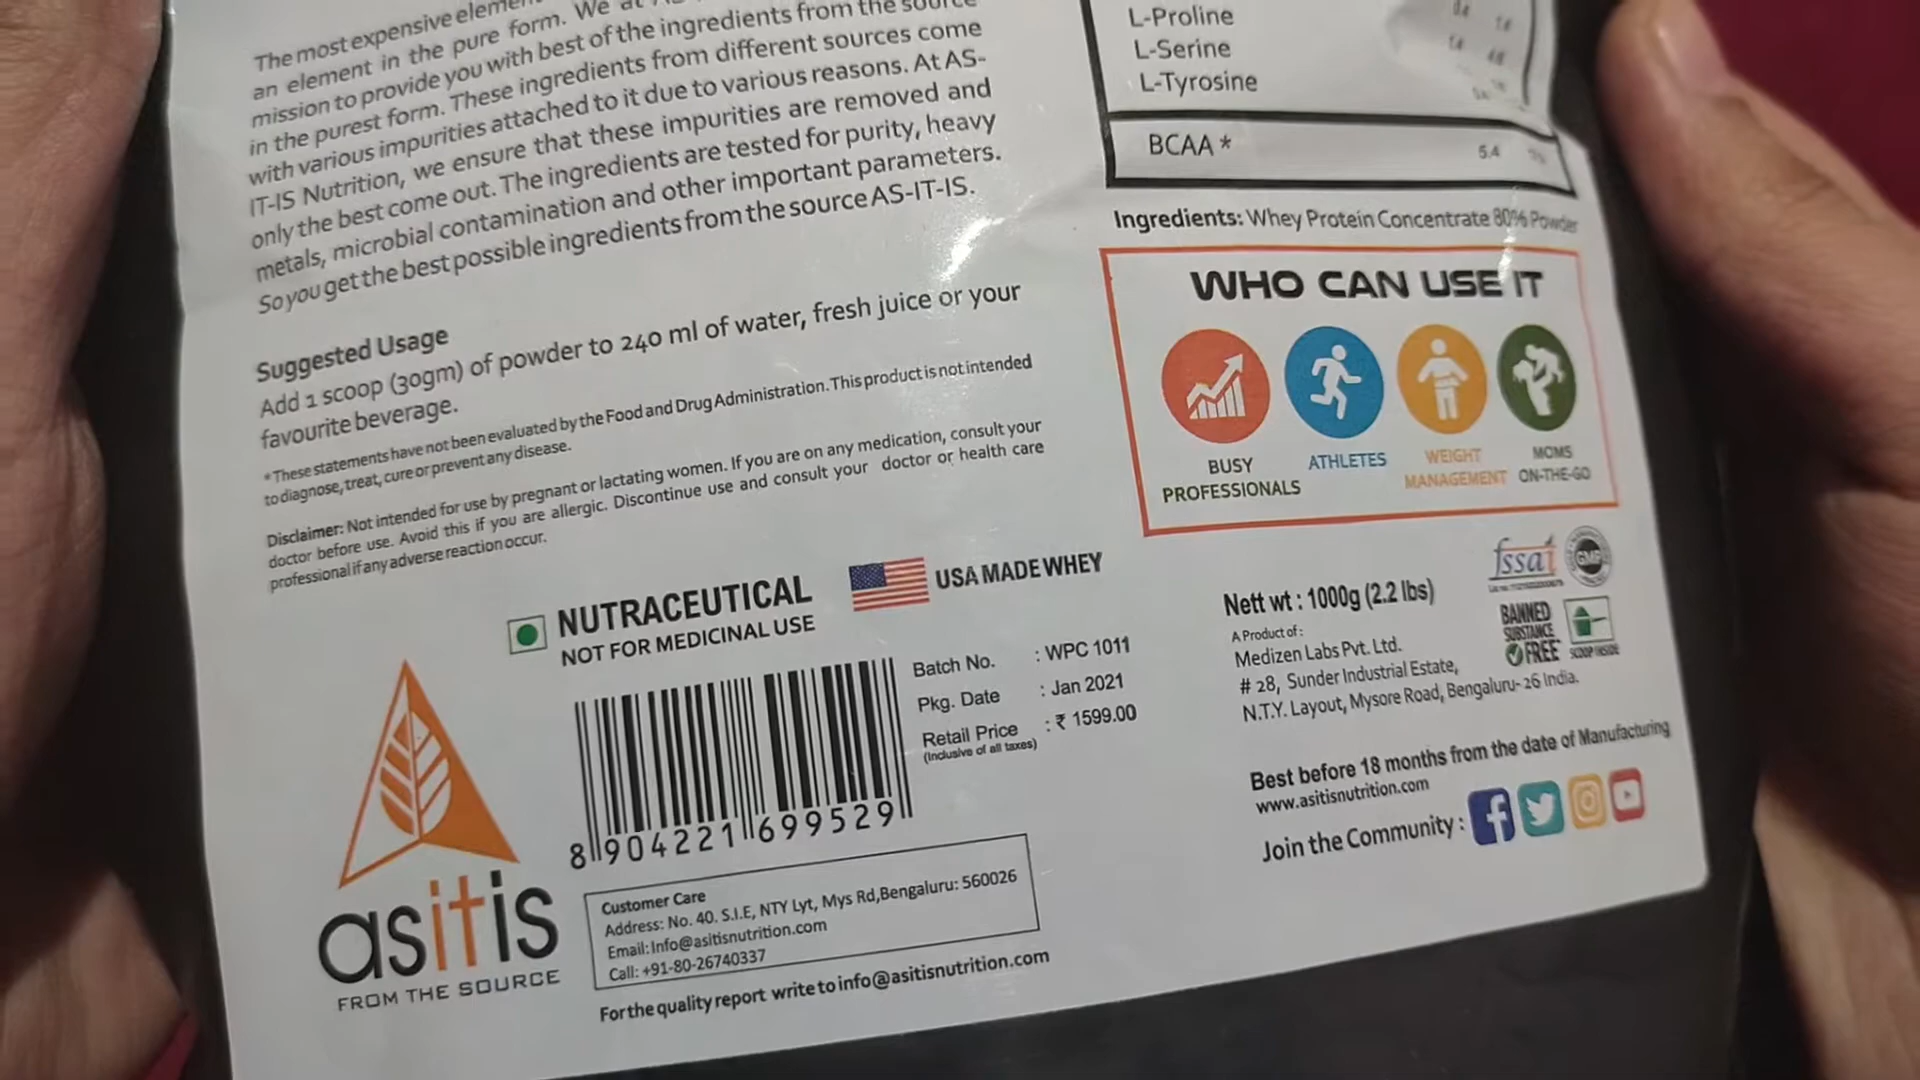 The most expensive
an element in the pure form. We at
mission to provide you with best of the ingredients from the source
in the purest form. These ingredients from different sources come
with various impurities attached to it due to various reasons. At AS-
IT-IS Nutrition, we ensure that these impurities are removed and
only the best come out. The ingredients are tested for purity, heavy
metals, microbial contamination and other important parameters.
So you get the best possible ingredients from the source AS-IT-IS.
Suggested Usage
Add 1 scoop (30gm) of powder to 240 ml of water, fresh juice or your
favourite beverage.
*These statements have not been evaluated by the Food and Drug Administration. This product is not intended
to diagnose, treat, cure or prevent any disease.
Disclaimer: Not intended for use by pregnant or lactating women. If you are on any medication, consult your
doctor before use. Avoid this if you are allergic. Discontinue use and consult your doctor or health care
professional if any adverse reaction occur.
NUTRACEUTICAL
NOT FOR MEDICINAL USE
USA MADE WHEY
Batch No. : WPC 1011
Pkg. Date : Jan 2021
Retail Price : ₹ 1599.00
(Inclusive of all taxes)
8 904221 699529
asitis
FROM THE SOURCE
Customer Care
Address: No. 40. S.I.E, NTY Lyt, Mys Rd,Bengaluru: 560026
Email: Info@asitisnutrition.com
Call: +91-80-26740337
For the quality report write to info@asitisnutrition.com
L-Proline
L-Serine
L-Tyrosine
BCAA * 5.4
Ingredients: Whey Protein Concentrate 80% Powder
WHO CAN USE IT
BUSY
PROFESSIONALS
ATHLETES
WEIGHT
MANAGEMENT
MOMS
ON-THE-GO
Nett wt : 1000g (2.2 lbs)
fssai
GMP
BANNED
SUBSTANCE
FREE
SCOOP INSIDE
A Product of :
Medizen Labs Pvt. Ltd.
# 28, Sunder Industrial Estate,
N.T.Y. Layout, Mysore Road, Bengaluru- 26 India.
Best before 18 months from the date of Manufacturing
www.asitisnutrition.com
Join the Community :